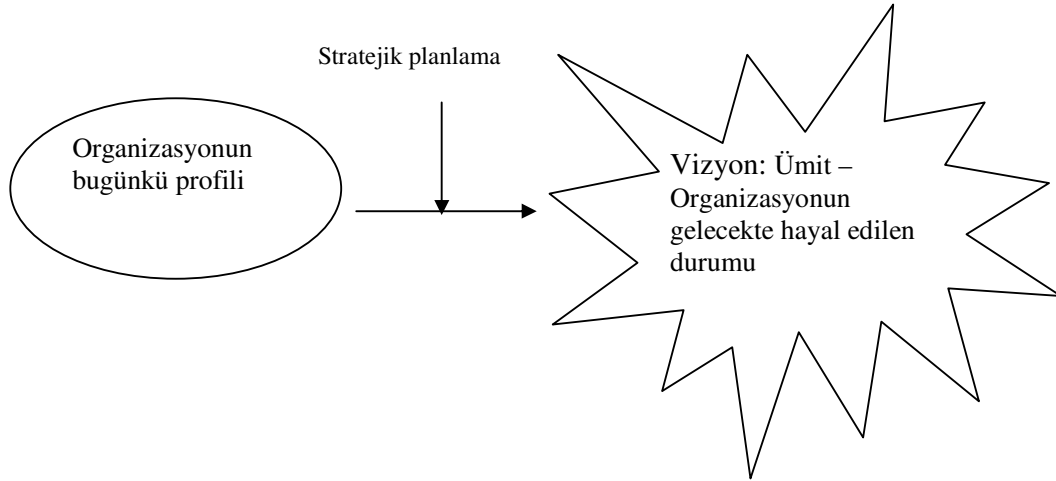 Stratejik planlama
Organizasyonun
bugünkü profili
Vizyon: Ümit –
Organizasyonun
gelecekte hayal edilen
durumu